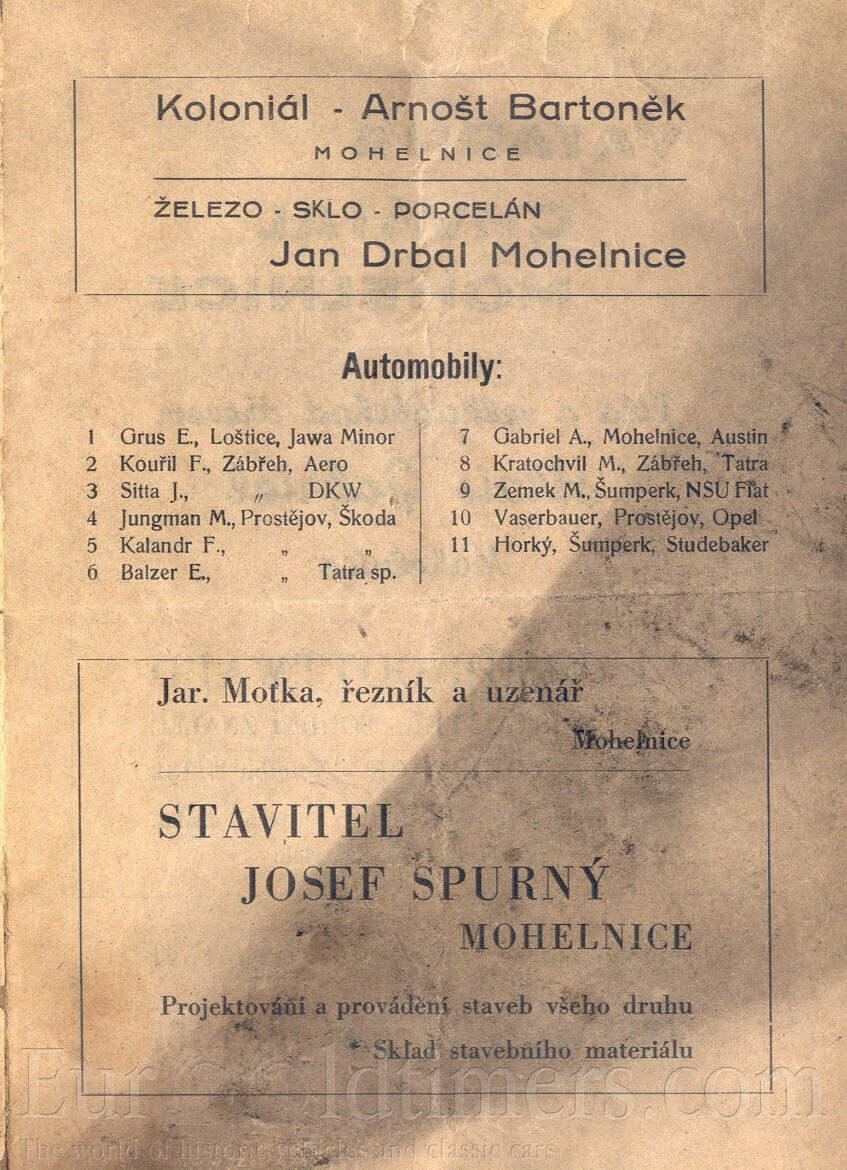 Koloniál - Arnošt Bartoněk
MOHELNICE
ŽELEZO - SKLO - PORCELÁN
Jan Drbal Mohelnice
Automobily:
1 Grus E., Loštice, Jawa Minor
2 Kouřil F., Zábřeh, Aero
3 Sitta J., „ DKW
4 Jungman M., Prostějov, Škoda
5 Kalandr F., „ „
6 Balzer E., „ Tatra sp.
7 Gabriel A., Mohelnice, Austin
8 Kratochvil M., Zábřeh, Tatra
9 Zemek M., Šumperk, NSU Fiat
10 Vaserbauer, Prostějov, Opel
11 Horký, Šumperk, Studebaker
Jar. Moťka, řezník a uzenář
Mohelnice
STAVITEL
JOSEF SPURNÝ
MOHELNICE
Projektování a provádění staveb všeho druhu
Sklad stavebního materiálu
EuroOldtimers.com
The world of historic vehicles and classic cars